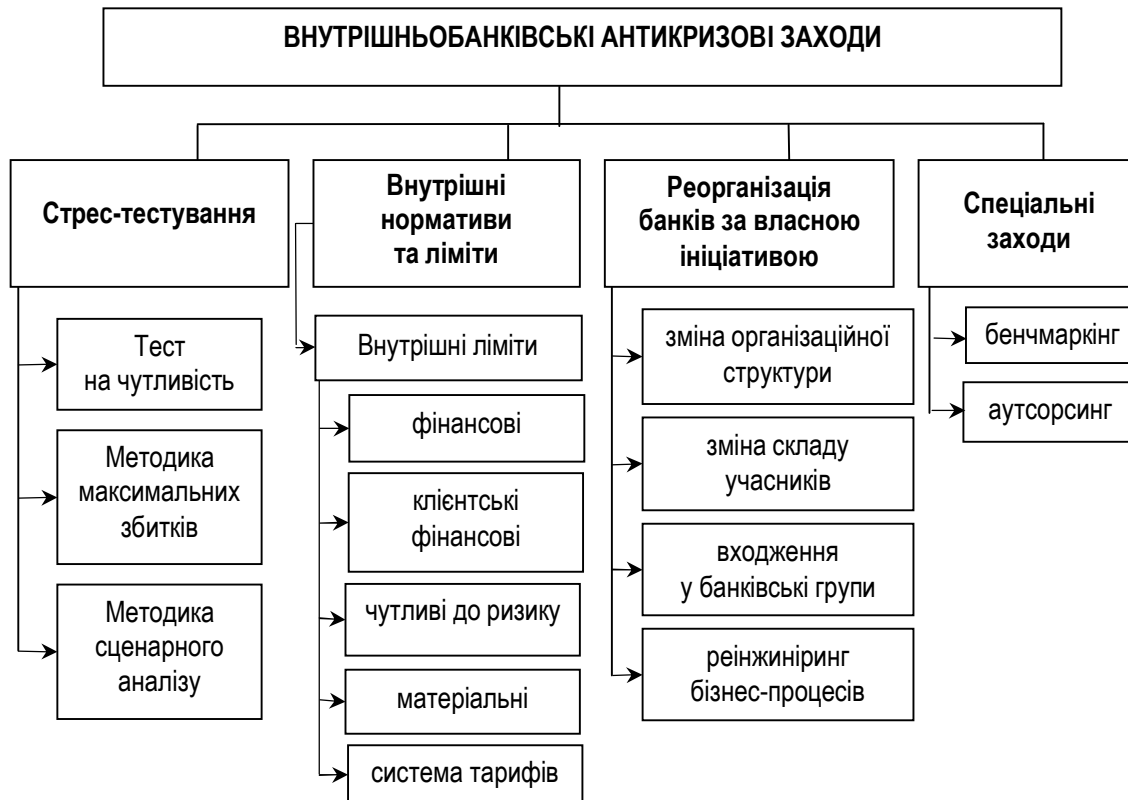 ВНУТРІШНЬОБАНКІВСЬКІ АНТИКРИЗОВІ ЗАХОДИ
Стрес-тестування
Тест
на чутливість
Методика
максимальних
збитків
Методика
сценарного
аналізу
Внутрішні
нормативи
та ліміти
Внутрішні ліміти
фінансові
клієнтські
фінансові
чутливі до ризику
матеріальні
система тарифів
Реорганізація
банків за власною
ініціативою
зміна організаційної
структури
зміна складу
учасників
входження
у банківські групи
реінжиніринг
бізнес-процесів
Спеціальні
заходи
бенчмаркінг
аутсорсинг